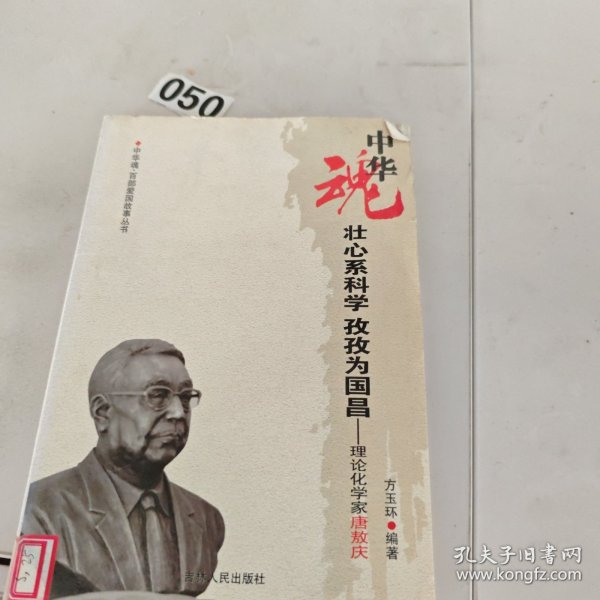 050
中华魂
中华魂·百部爱国故事丛书
壮心系科学 孜孜为国昌
——理论化学家唐敖庆
方玉环●编著
吉林人民出版社
5.25
孔夫子旧书网
www.kongfz.com